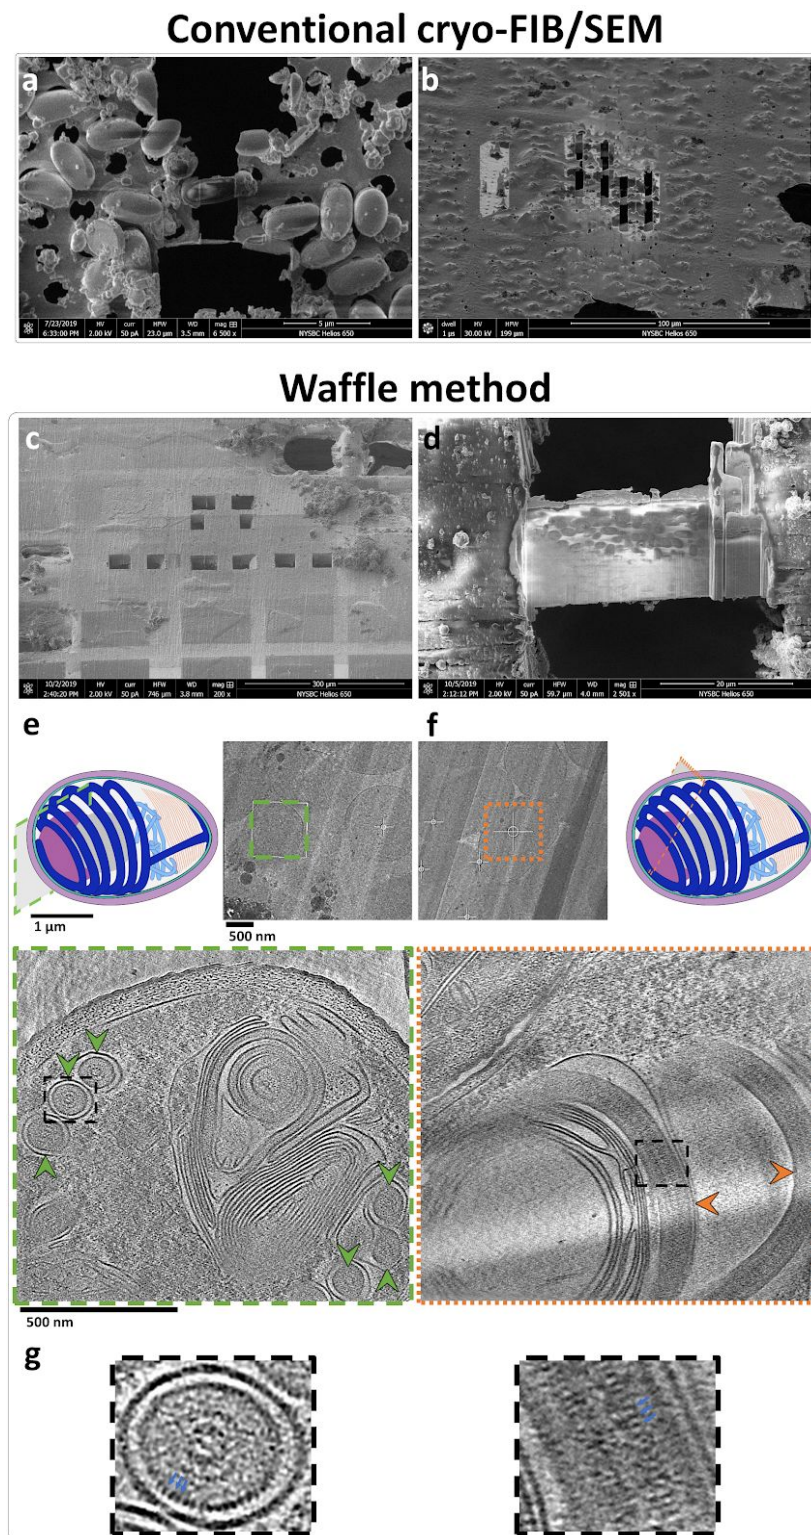 Conventional cryo-FIB/SEM
a
b
7/23/2019 HV curr HFW WD mag 5 µm
6:33:00 PM 2.00 kV 50 pA 23.0 µm 3.5 mm 6 500 x NYSBC Helios 650
dwell HV HFW 100 µm
1 µs 30.00 kV 199 µm NYSBC Helios 650
Waffle method
c
d
10/2/2019 HV curr HFW WD mag 300 µm
2:40:20 PM 2.00 kV 50 pA 746 µm 3.8 mm 200 x NYSBC Helios 650
10/5/2019 HV curr HFW WD mag 20 µm
2:12:12 PM 2.00 kV 50 pA 59.7 µm 4.0 mm 2 501 x NYSBC Helios 650
e
f
1 µm
500 nm
500 nm
g